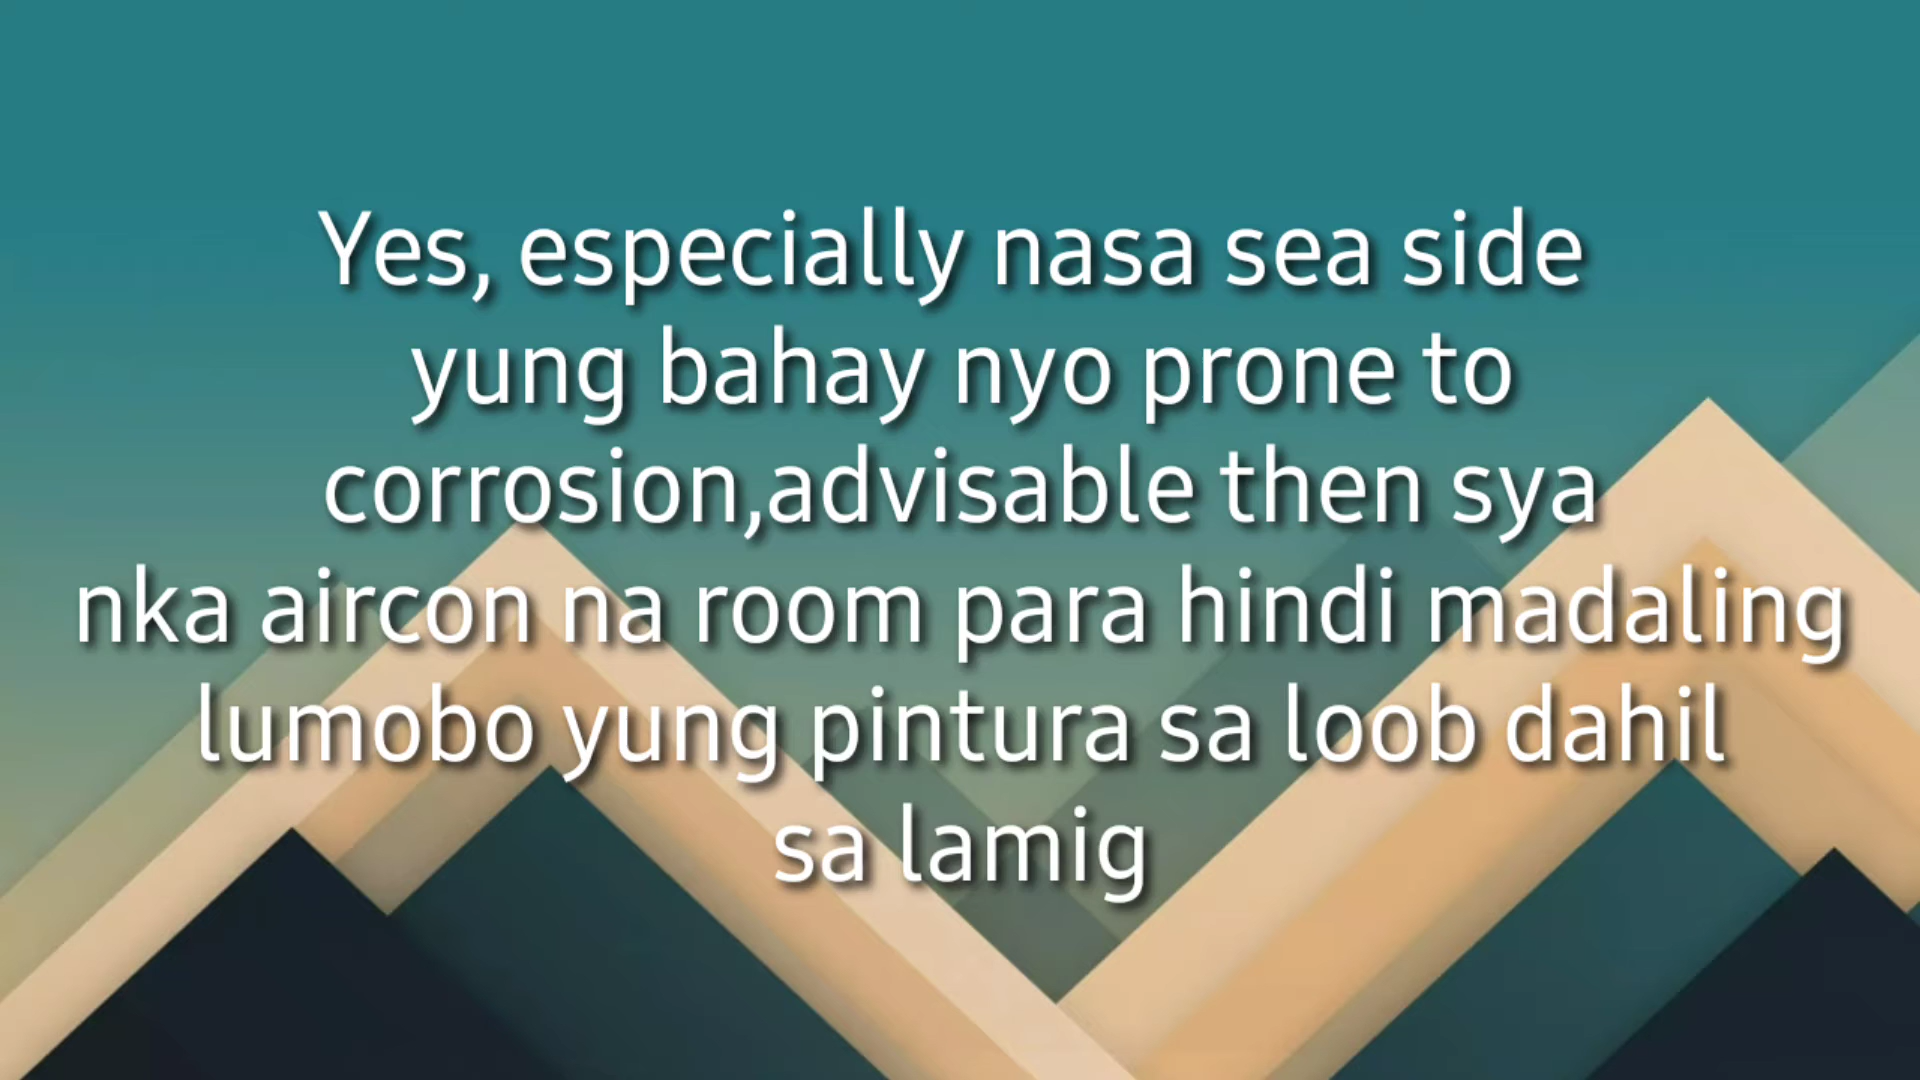 Yes, especially nasa sea side
yung bahay nyo prone to
corrosion,advisable then sya
nka aircon na room para hindi madaling
lumobo yung pintura sa loob dahil
sa lamig